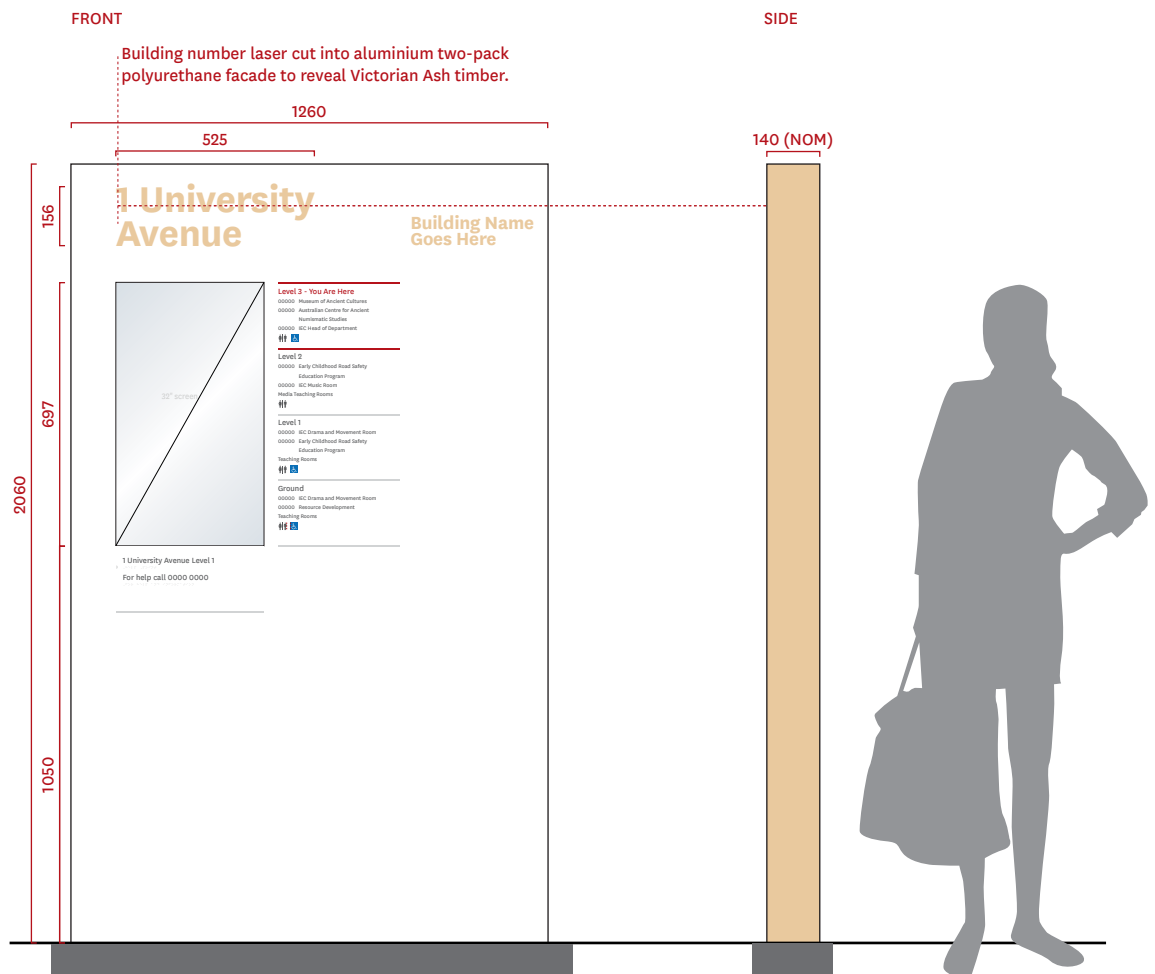 FRONT
SIDE
Building number laser cut into aluminium two-pack
polyurethane facade to reveal Victorian Ash timber.
1260
525
140 (NOM)
2060
156
697
1050
1 University
Avenue
Building Name
Goes Here
32" screen
Level 3 - You Are Here
00000 Museum of Ancient Cultures
00000 Australian Centre for Ancient
Numismatic Studies
00000 IEC Head of Department
Level 2
00000 Early Childhood Road Safety
Education Program
00000 IEC Music Room
Media Teaching Rooms
Level 1
00000 IEC Drama and Movement Room
00000 Early Childhood Road Safety
Education Program
Teaching Rooms
Ground
00000 IEC Drama and Movement Room
00000 Resource Development
Teaching Rooms
1 University Avenue Level 1
For help call 0000 0000